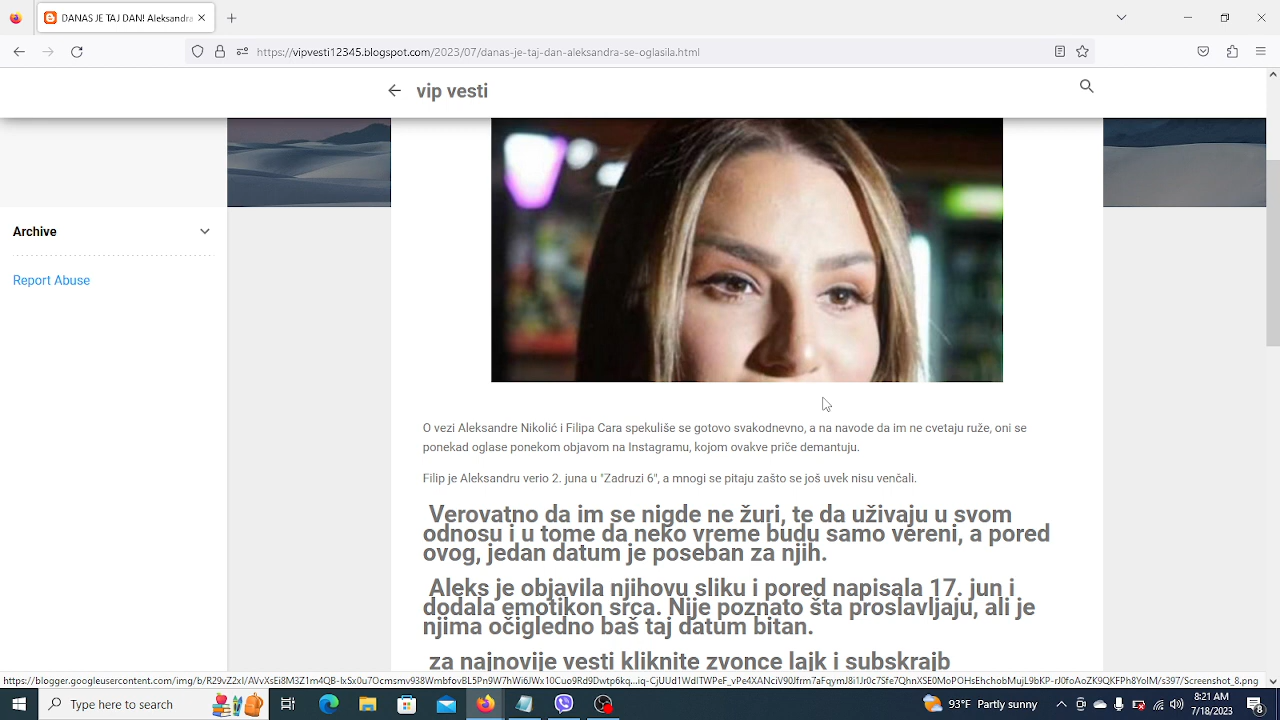 DANAS JE TAJ DAN! Aleksandra
https://vipvesti12345.blogspot.com/2023/07/danas-je-taj-dan-aleksandra-se-oglasila.html
vip vesti
Archive
Report Abuse
O vezi Aleksandre Nikolić i Filipa Cara spekuliše se gotovo svakodnevno, a na navode da im ne cvetaju ruže, oni se
ponekad oglase ponekom objavom na Instagramu, kojom ovakve priče demantuju.
Filip je Aleksandru verio 2. juna u "Zadruzi 6", a mnogi se pitaju zašto se još uvek nisu venčali.
Verovatno da im se nigde ne žuri, te da uživaju u svom
odnosu i u tome da neko vreme budu samo vereni, a pored
ovog, jedan datum je poseban za njih.
Aleks je objavila njihovu sliku i pored napisala 17. jun i
dodala emotikon srca. Nije poznato šta proslavljaju, ali je
njima očigledno baš taj datum bitan.
za najnovije vesti kliknite zvonce lajk i subskrajb
Type here to search
93°F Partly sunny
8:21 AM
7/18/2023